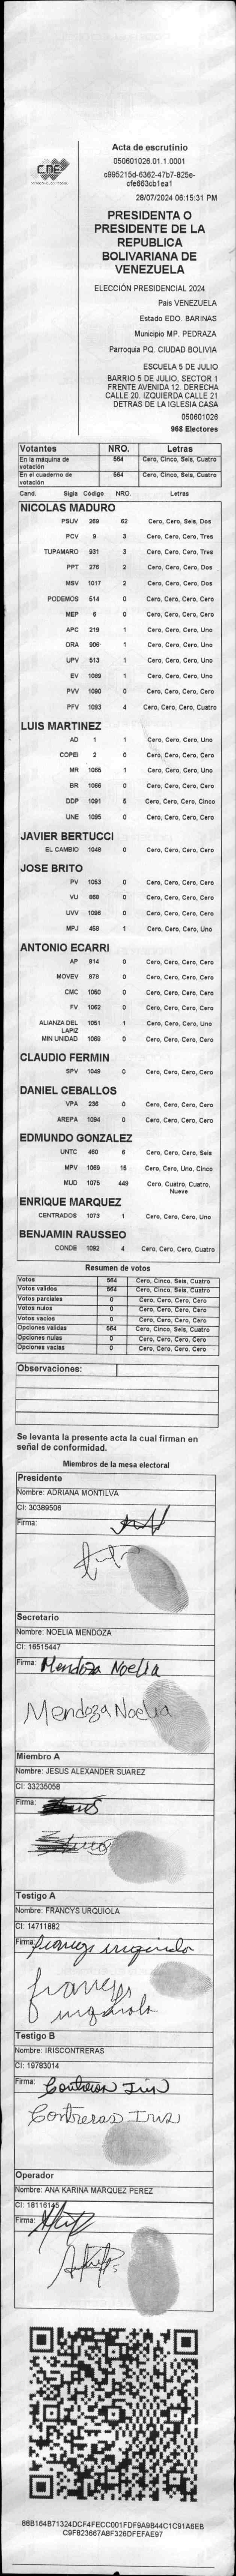 CNE
Acta de escrutinio
050601026.01.1.0001
c995215d-6362-47b7-825e-
cfe663cb1ea1
28/07/2024 06:15:31 PM
PRESIDENTA O
PRESIDENTE DE LA
REPUBLICA
BOLIVARIANA DE
VENEZUELA
ELECCIÓN PRESIDENCIAL 2024
Pais VENEZUELA
Estado EDO. BARINAS
Municipio MP. PEDRAZA
Parroquia PQ. CIUDAD BOLIVIA
ESCUELA 5 DE JULIO
BARRIO 5 DE JULIO. SECTOR 1
FRENTE AVENIDA 12. DERECHA
CALLE 20. IZQUIERDA CALLE 21
DETRAS DE LA IGLESIA CASA
050601026
968 Electores
Votantes NRO. Letras
En la máquina de votación 564 Cero, Cinco, Seis, Cuatro
En el cuaderno de votación 564 Cero, Cinco, Seis, Cuatro
Cand. Sigla Código NRO. Letras
NICOLAS MADURO
PSUV 269 62 Cero, Cero, Seis, Dos
PCV 9 3 Cero, Cero, Cero, Tres
TUPAMARO 931 3 Cero, Cero, Cero, Tres
PPT 276 2 Cero, Cero, Cero, Dos
MSV 1017 2 Cero, Cero, Cero, Dos
PODEMOS 514 0 Cero, Cero, Cero, Cero
MEP 6 0 Cero, Cero, Cero, Cero
APC 219 1 Cero, Cero, Cero, Uno
ORA 906 1 Cero, Cero, Cero, Uno
UPV 513 1 Cero, Cero, Cero, Uno
EV 1089 1 Cero, Cero, Cero, Uno
PVV 1090 0 Cero, Cero, Cero, Cero
PFV 1093 4 Cero, Cero, Cero, Cuatro
LUIS MARTINEZ
AD 1 1 Cero, Cero, Cero, Uno
COPEI 2 0 Cero, Cero, Cero, Cero
MR 1065 1 Cero, Cero, Cero, Uno
BR 1066 0 Cero, Cero, Cero, Cero
DDP 1091 5 Cero, Cero, Cero, Cinco
UNE 1095 0 Cero, Cero, Cero, Cero
JAVIER BERTUCCI
EL CAMBIO 1048 0 Cero, Cero, Cero, Cero
JOSE BRITO
PV 1053 0 Cero, Cero, Cero, Cero
VU 868 0 Cero, Cero, Cero, Cero
UVV 1096 0 Cero, Cero, Cero, Cero
MPJ 459 1 Cero, Cero, Cero, Uno
ANTONIO ECARRI
AP 914 0 Cero, Cero, Cero, Cero
MOVEV 978 0 Cero, Cero, Cero, Cero
CMC 1050 0 Cero, Cero, Cero, Cero
FV 1062 0 Cero, Cero, Cero, Cero
ALIANZA DEL LAPIZ 1051 1 Cero, Cero, Cero, Uno
MIN UNIDAD 1068 0 Cero, Cero, Cero, Cero
CLAUDIO FERMIN
SPV 1049 0 Cero, Cero, Cero, Cero
DANIEL CEBALLOS
VPA 236 0 Cero, Cero, Cero, Cero
AREPA 1094 0 Cero, Cero, Cero, Cero
EDMUNDO GONZALEZ
UNTC 460 6 Cero, Cero, Cero, Seis
MPV 1069 15 Cero, Cero, Uno, Cinco
MUD 1075 449 Cero, Cuatro, Cuatro, Nueve
ENRIQUE MARQUEZ
CENTRADOS 1073 1 Cero, Cero, Cero, Uno
BENJAMIN RAUSSEO
CONDE 1092 4 Cero, Cero, Cero, Cuatro
Resumen de votos
Votos 564 Cero, Cinco, Seis, Cuatro
Votos validos 564 Cero, Cinco, Seis, Cuatro
Votos parciales 0 Cero, Cero, Cero, Cero
Votos nulos 0 Cero, Cero, Cero, Cero
Votos vacios 0 Cero, Cero, Cero, Cero
Opciones validas 564 Cero, Cinco, Seis, Cuatro
Opciones nulas 0 Cero, Cero, Cero, Cero
Opciones vacias 0 Cero, Cero, Cero, Cero
Observaciones:
Se levanta la presente acta la cual firman en
señal de conformidad.
Miembros de la mesa electoral
Presidente
Nombre: ADRIANA MONTILVA
CI: 30389506
Firma:
Secretario
Nombre: NOELIA MENDOZA
CI: 16515447
Firma: Mendoza Noelia
Mendoza Noelia
Miembro A
Nombre: JESUS ALEXANDER SUAREZ
CI: 33235058
Firma:
Testigo A
Nombre: FRANCYS URQUIOLA
CI: 14711882
Firma: francys urquiola
francys
urquiola
Testigo B
Nombre: IRISCONTRERAS
CI: 19783014
Firma: Contreras Iris
Contreras Iris
Operador
Nombre: ANA KARINA MARQUEZ PEREZ
CI: 18116145
Firma:
88B164B71324DCF4FECC001FDF9A9B44C1C91A6EB
C9F823667A8F326DFEFAE97